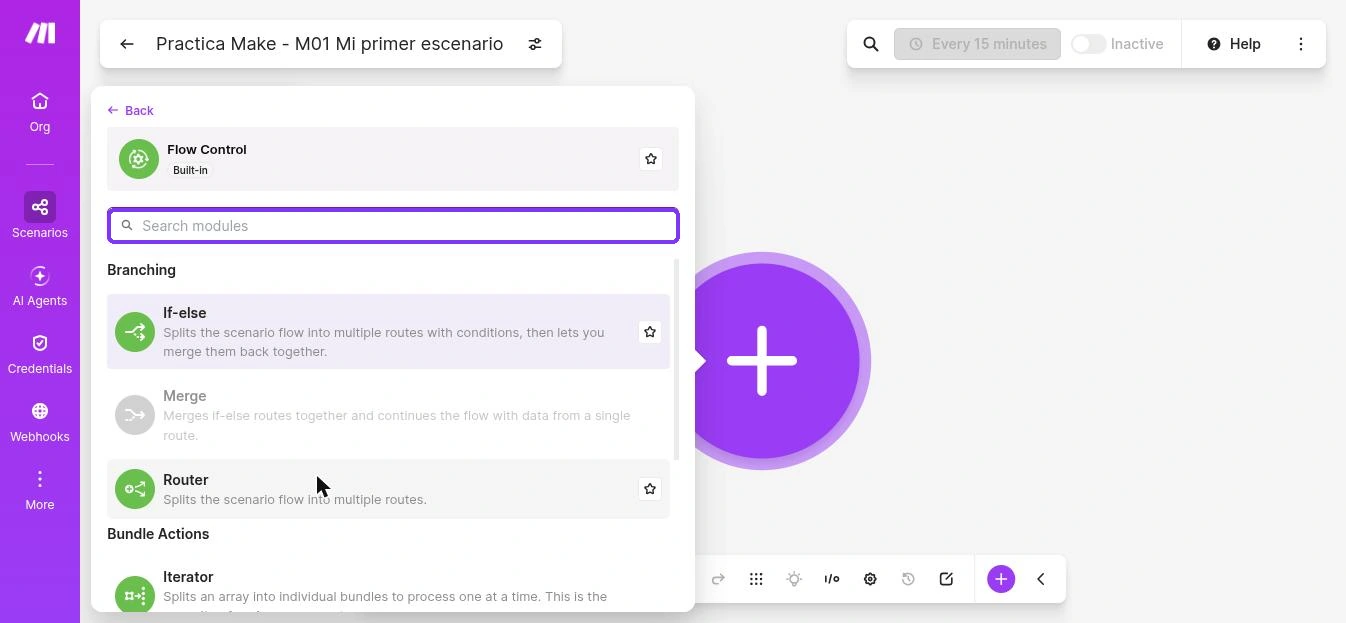 Practica Make - M01 Mi primer escenario
Every 15 minutes
Inactive
Help
Org
Scenarios
AI Agents
Credentials
Webhooks
More
Back
Flow Control
Built-in
Search modules
Branching
If-else
Splits the scenario flow into multiple routes with conditions, then lets you
merge them back together.
Merge
Merges if-else routes together and continues the flow with data from a single
route.
Router
Splits the scenario flow into multiple routes.
Bundle Actions
Iterator
Splits an array into individual bundles to process one at a time. This is the